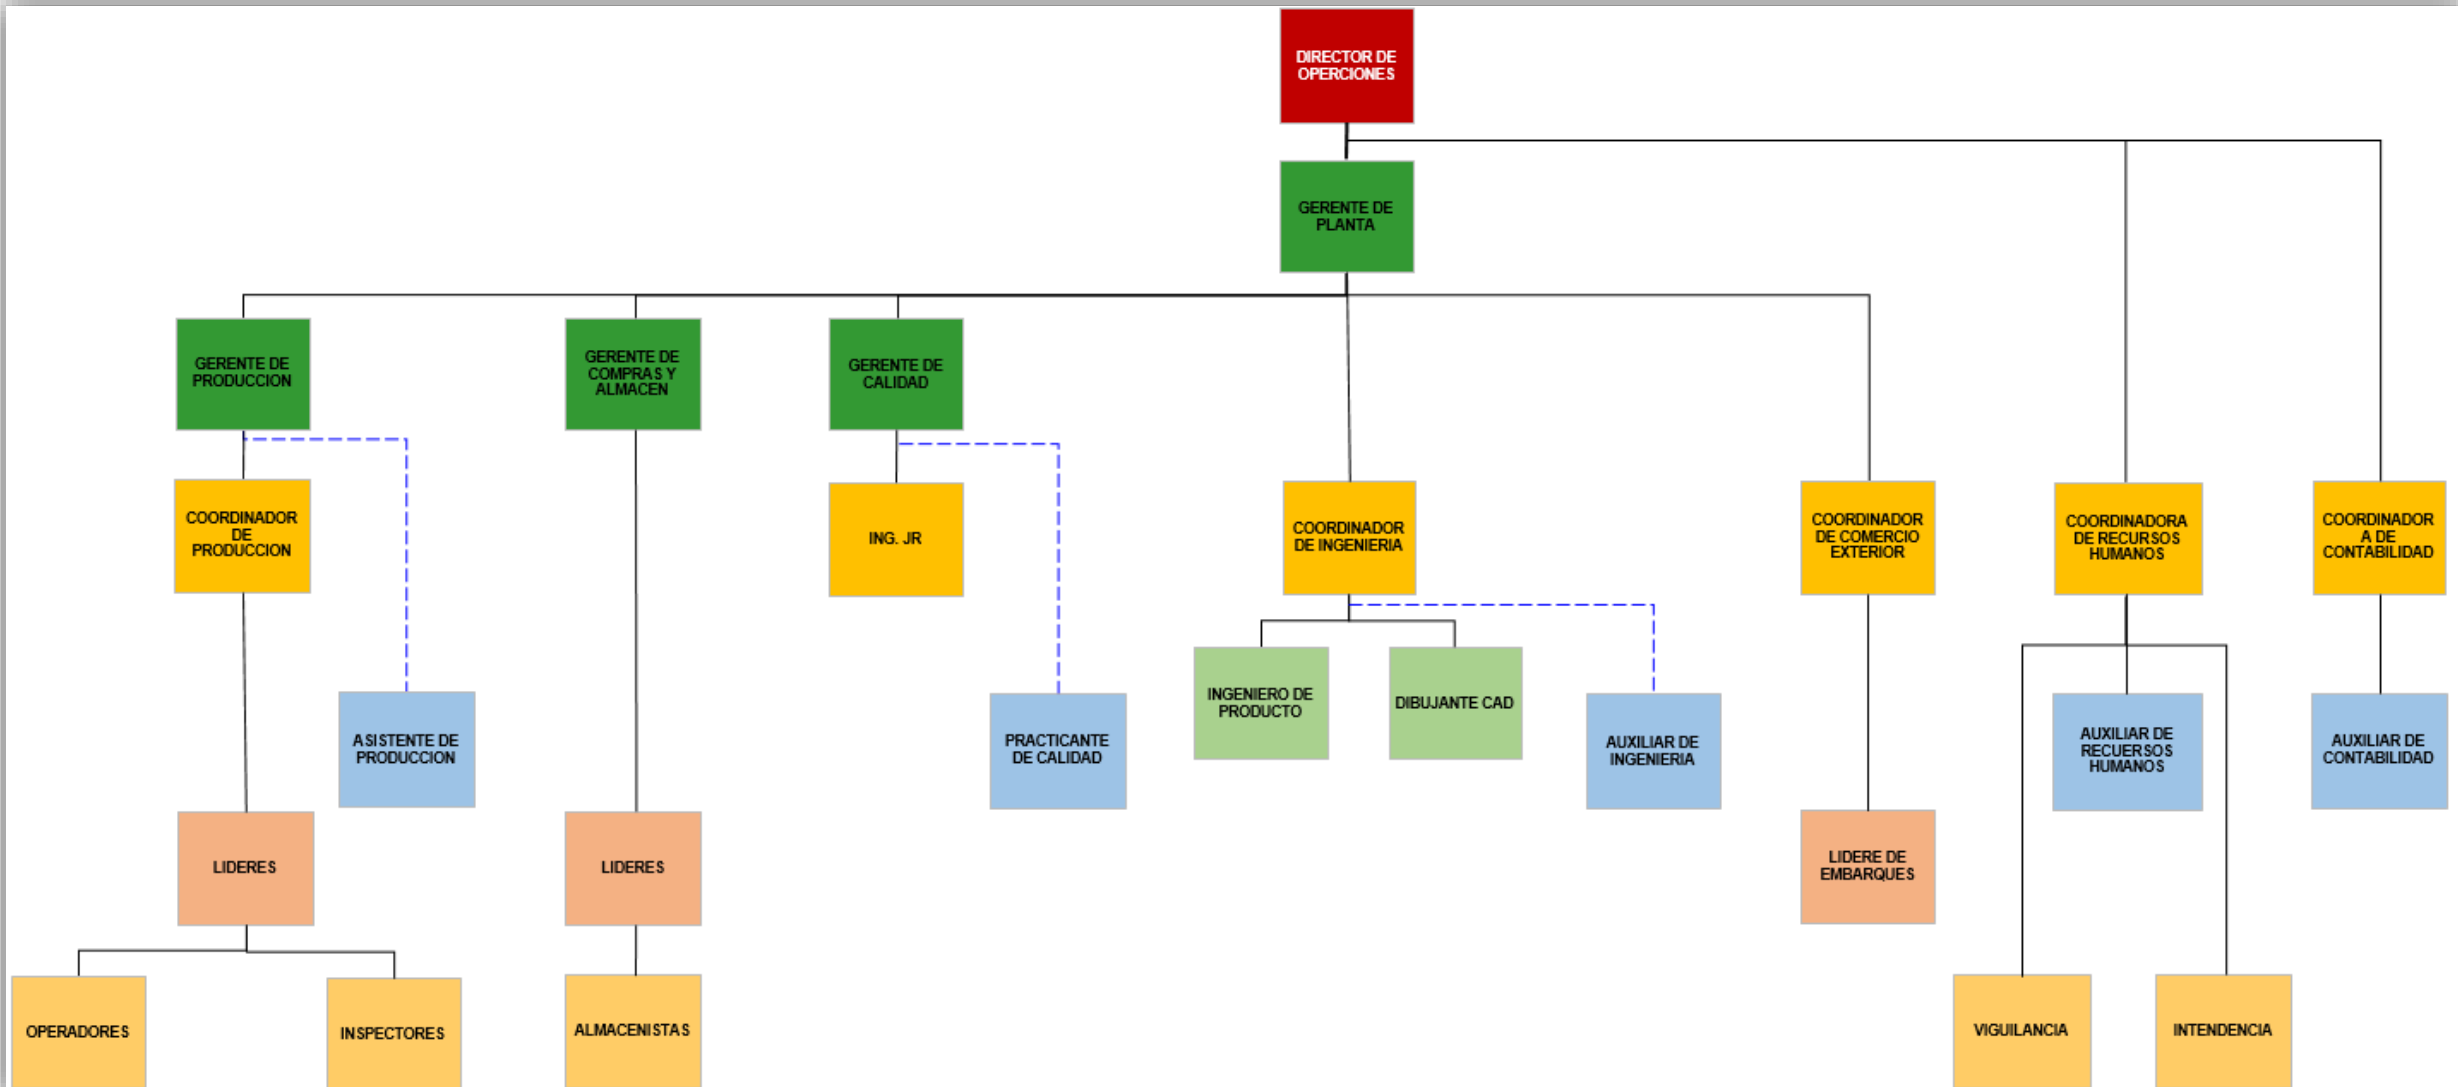 DIRECTOR DE
OPERCIONES
GERENTE DE
PLANTA
GERENTE DE
PRODUCCION
GERENTE DE
COMPRAS Y
ALMACEN
GERENTE DE
CALIDAD
COORDINADOR
DE
PRODUCCION
ING. JR
COORDINADOR
DE INGENIERIA
COORDINADOR
DE COMERCIO
EXTERIOR
COORDINADORA
DE RECURSOS
HUMANOS
COORDINADOR
A DE
CONTABILIDAD
ASISTENTE DE
PRODUCCION
PRACTICANTE
DE CALIDAD
INGENIERO DE
PRODUCTO
DIBUJANTE CAD
AUXILIAR DE
INGENIERIA
AUXILIAR DE
RECUERSOS
HUMANOS
AUXILIAR DE
CONTABILIDAD
LIDERES
LIDERES
LIDERE DE
EMBARQUES
OPERADORES
INSPECTORES
ALMACENISTAS
VIGUILANCIA
INTENDENCIA